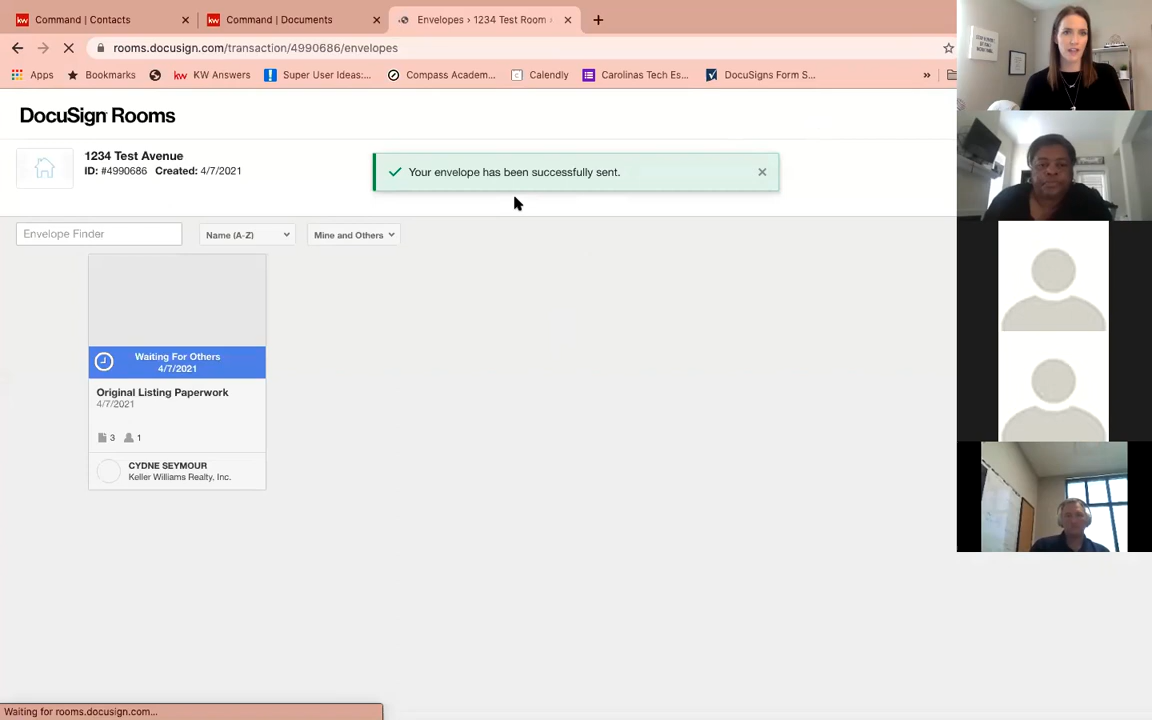 Command | Contacts
Command | Documents
Envelopes › 1234 Test Room ›
rooms.docusign.com/transaction/4990686/envelopes
Apps
Bookmarks
KW Answers
Super User Ideas:...
Compass Academ...
Calendly
Carolinas Tech Es...
DocuSigns Form S...
»
DocuSign Rooms
1234 Test Avenue
ID: #4990686 Created: 4/7/2021
Your envelope has been successfully sent.
Envelope Finder
Name (A-Z)
Mine and Others
Waiting For Others
4/7/2021
Original Listing Paperwork
4/7/2021
3 1
CYDNE SEYMOUR
Keller Williams Realty, Inc.
Waiting for rooms.docusign.com...